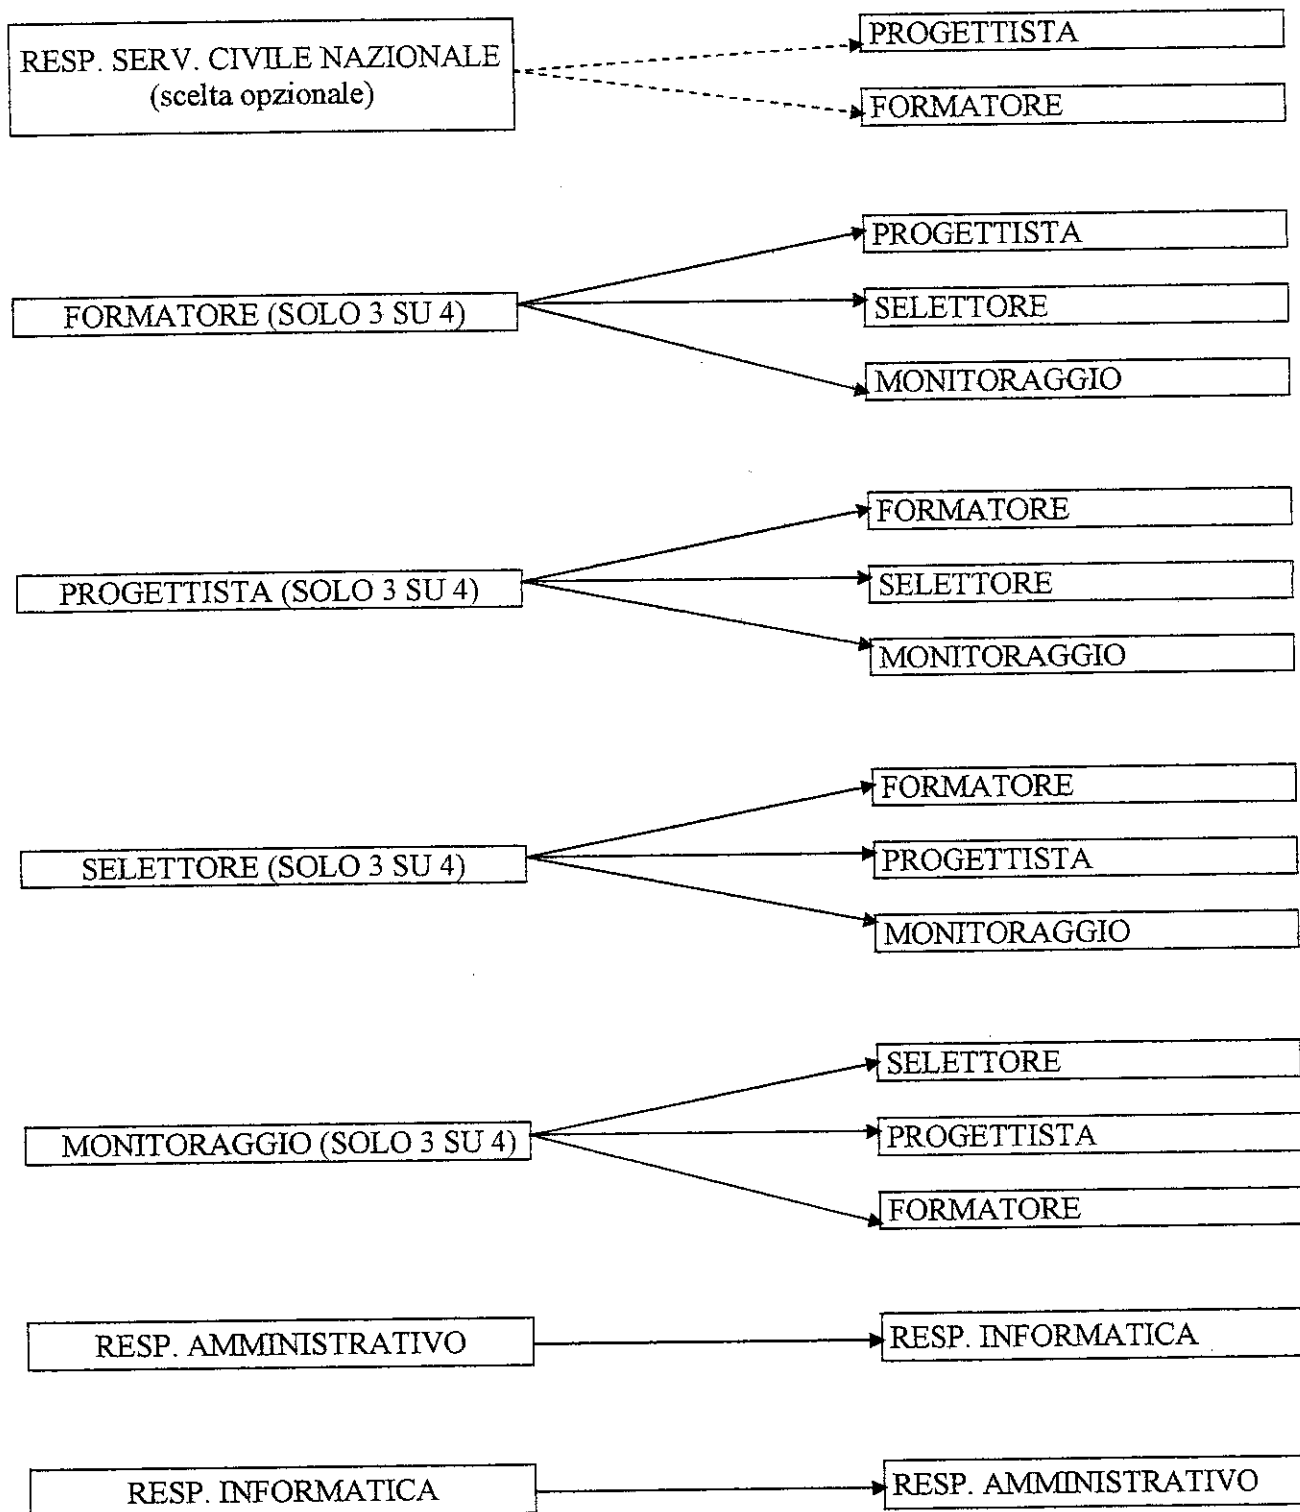 RESP. SERV. CIVILE NAZIONALE
(scelta opzionale)
PROGETTISTA
FORMATORE
FORMATORE (SOLO 3 SU 4)
PROGETTISTA
SELETTORE
MONITORAGGIO
PROGETTISTA (SOLO 3 SU 4)
FORMATORE
SELETTORE
MONITORAGGIO
SELETTORE (SOLO 3 SU 4)
FORMATORE
PROGETTISTA
MONITORAGGIO
MONITORAGGIO (SOLO 3 SU 4)
SELETTORE
PROGETTISTA
FORMATORE
RESP. AMMINISTRATIVO
RESP. INFORMATICA
RESP. INFORMATICA
RESP. AMMINISTRATIVO